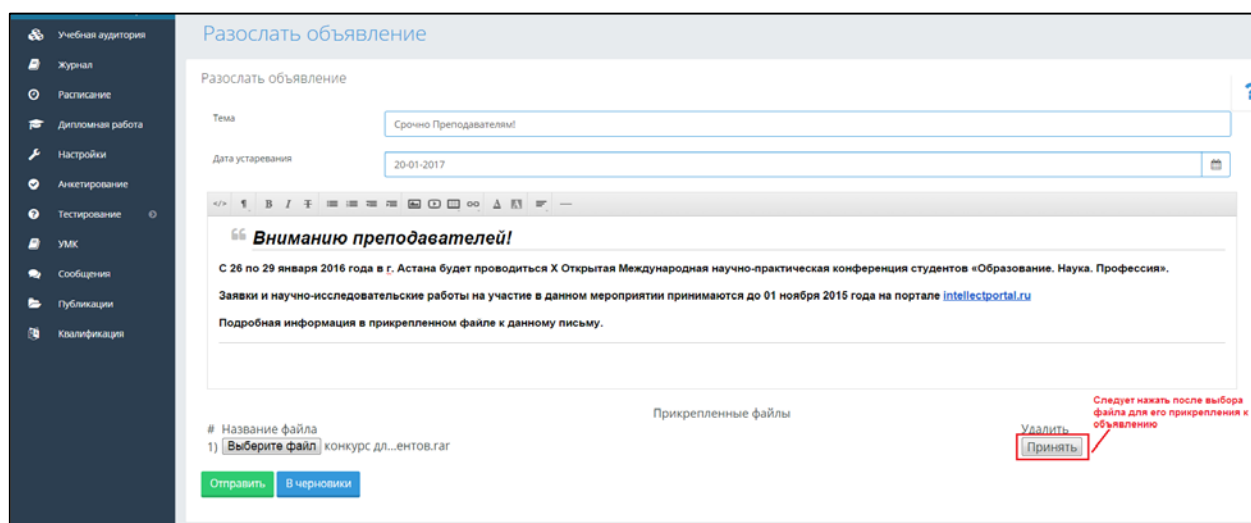 Учебная аудитория
Журнал
Расписание
Дипломная работа
Настройки
Анкетирование
Тестирование
УМК
Сообщения
Публикации
Квалификация
Разослать объявление
Разослать объявление
Тема
Срочно Преподавателям!
Дата устаревания
20-01-2017
Вниманию преподавателей!
С 26 по 29 января 2016 года в г. Астана будет проводиться X Открытая Международная научно-практическая конференция студентов «Образование. Наука. Профессия».
Заявки и научно-исследовательские работы на участие в данном мероприятии принимаются до 01 ноября 2015 года на портале intellectportal.ru
Подробная информация в прикрепленном файле к данному письму.
Прикрепленные файлы
# Название файла
Удалить
1) Выберите файл конкурс дл...ентов.rar
Принять
Следует нажать после выбора
файла для его прикрепления к
объявлению
Отправить В черновики